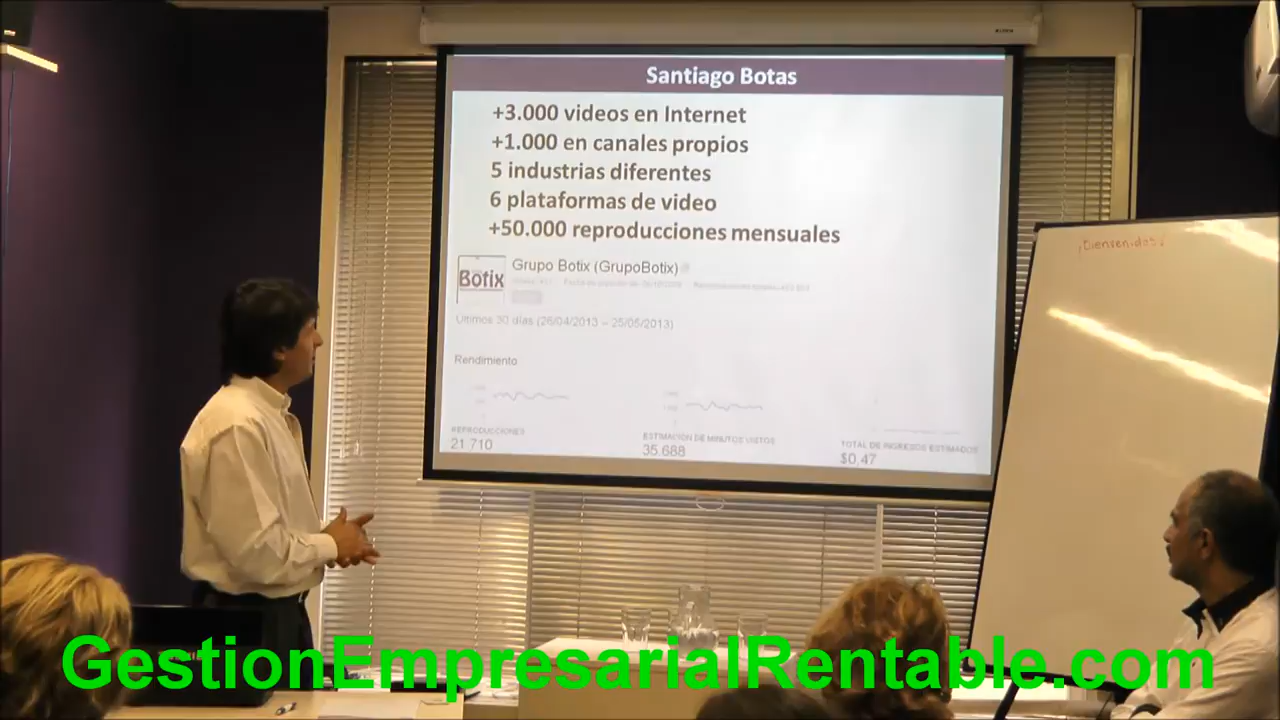 Santiago Botas
+3.000 videos en Internet
+1.000 en canales propios
5 industrias diferentes
6 plataformas de video
+50.000 reproducciones mensuales
Botix
Grupo Botix (GrupoBotix)
Últimos 30 días (26/04/2013 – 25/05/2013)
Rendimiento
REPRODUCCIONES
21.710
ESTIMACIÓN DE MINUTOS VISTOS
35.688
TOTAL DE INGRESOS ESTIMADOS
$0,47
¡Bienvenidos!
GestionEmpresarialRentable.com